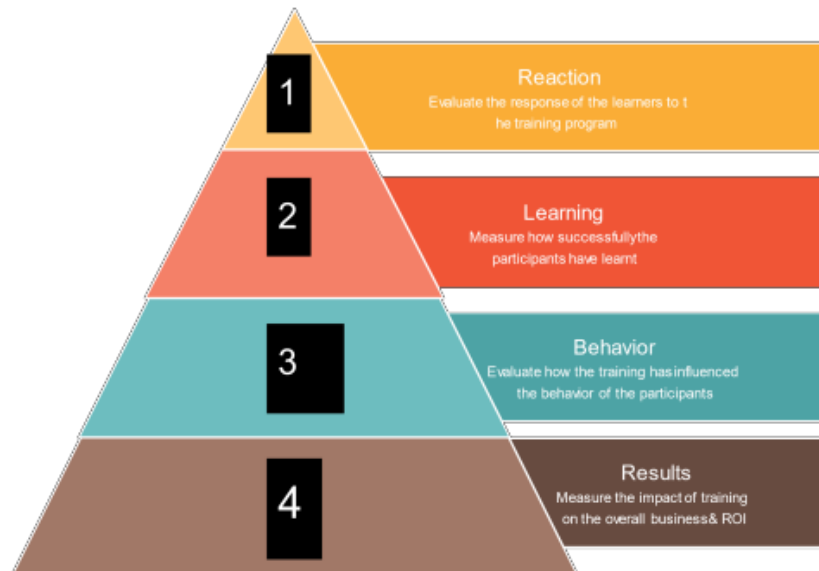 1
Reaction
Evaluate the response of the learners to t
he training program
2
Learning
Measure how successfullythe
participants have learnt
3
Behavior
Evaluate how the training hasinfluenced
the behavior of the participants
4
Results
Measure the impact of training
on the overall business& ROI